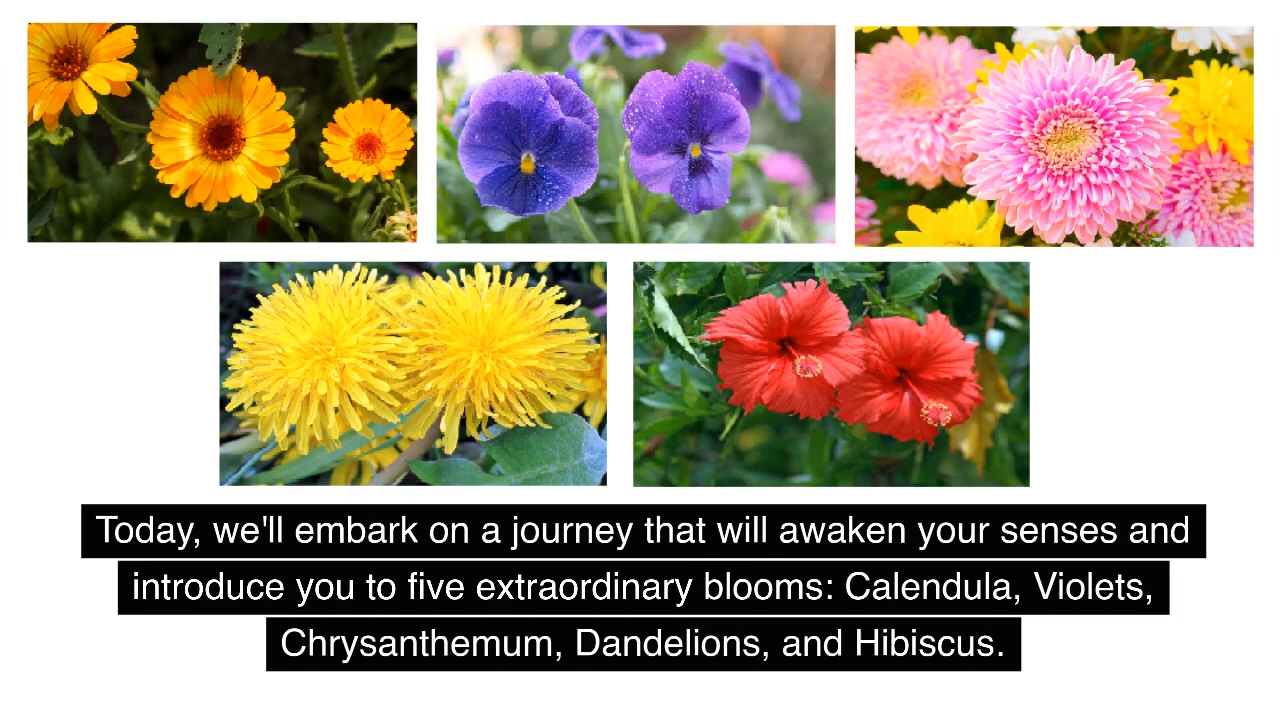 Today, we'll embark on a journey that will awaken your senses and
introduce you to five extraordinary blooms: Calendula, Violets,
Chrysanthemum, Dandelions, and Hibiscus.